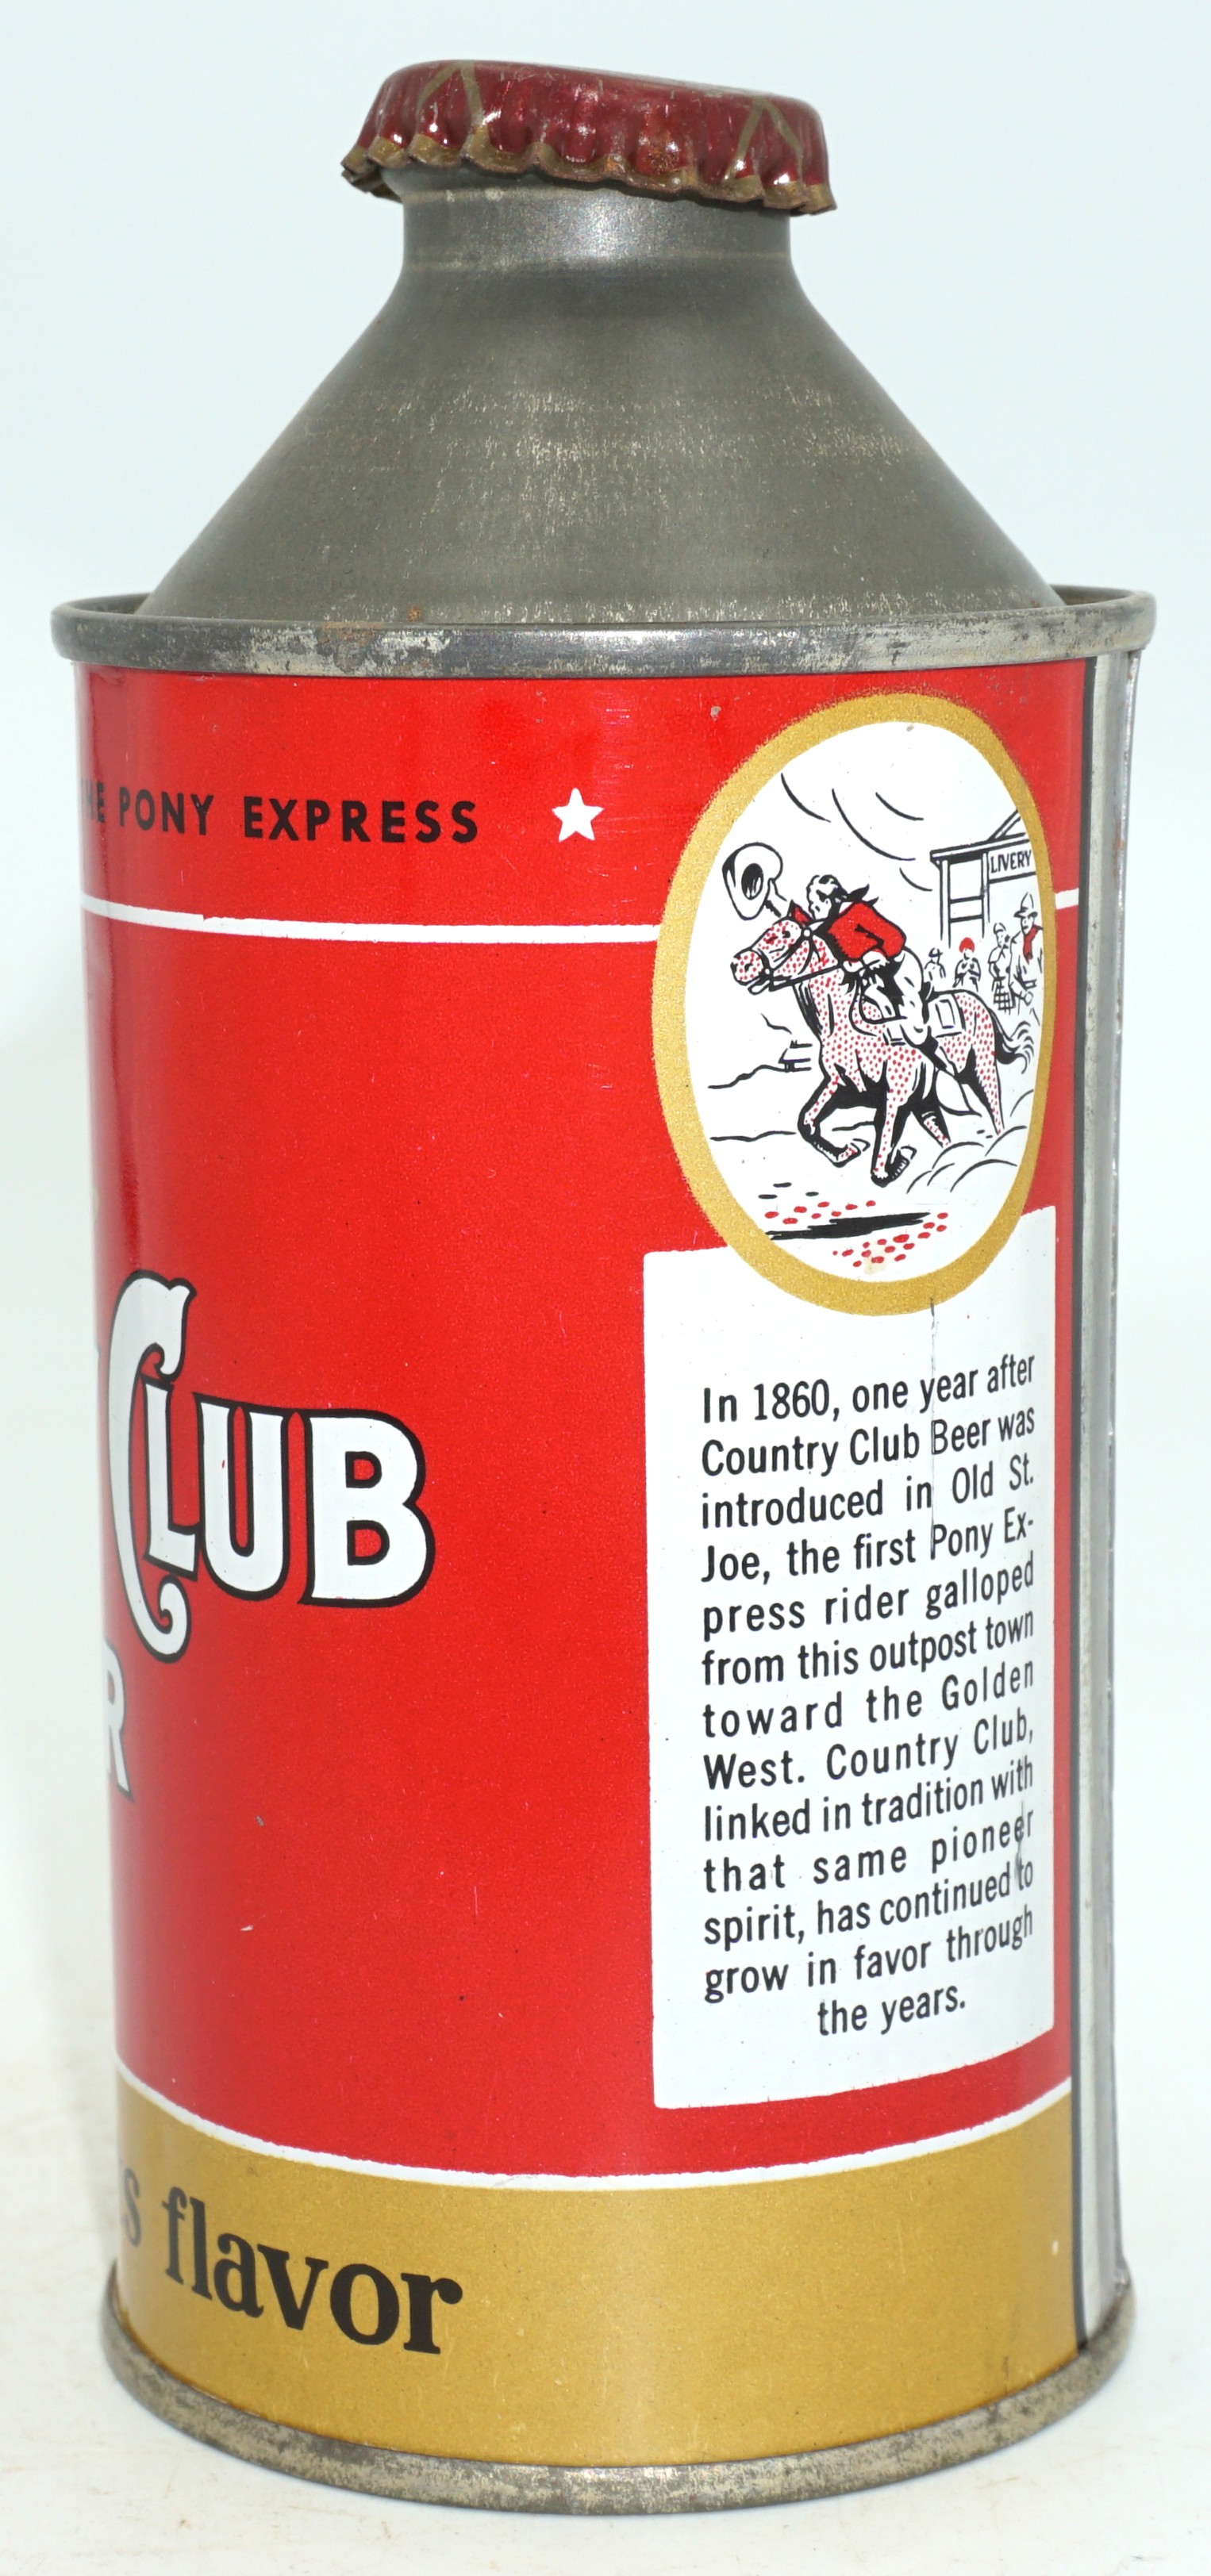 PONY EXPRESS
LIVERY
CLUB
In 1860, one year after
Country Club Beer was
introduced in Old St.
Joe, the first Pony Ex-
press rider galloped
from this outpost town
toward the Golden
West. Country Club,
linked in tradition with
that same pioneer
spirit, has continued to
grow in favor through
the years.
flavor